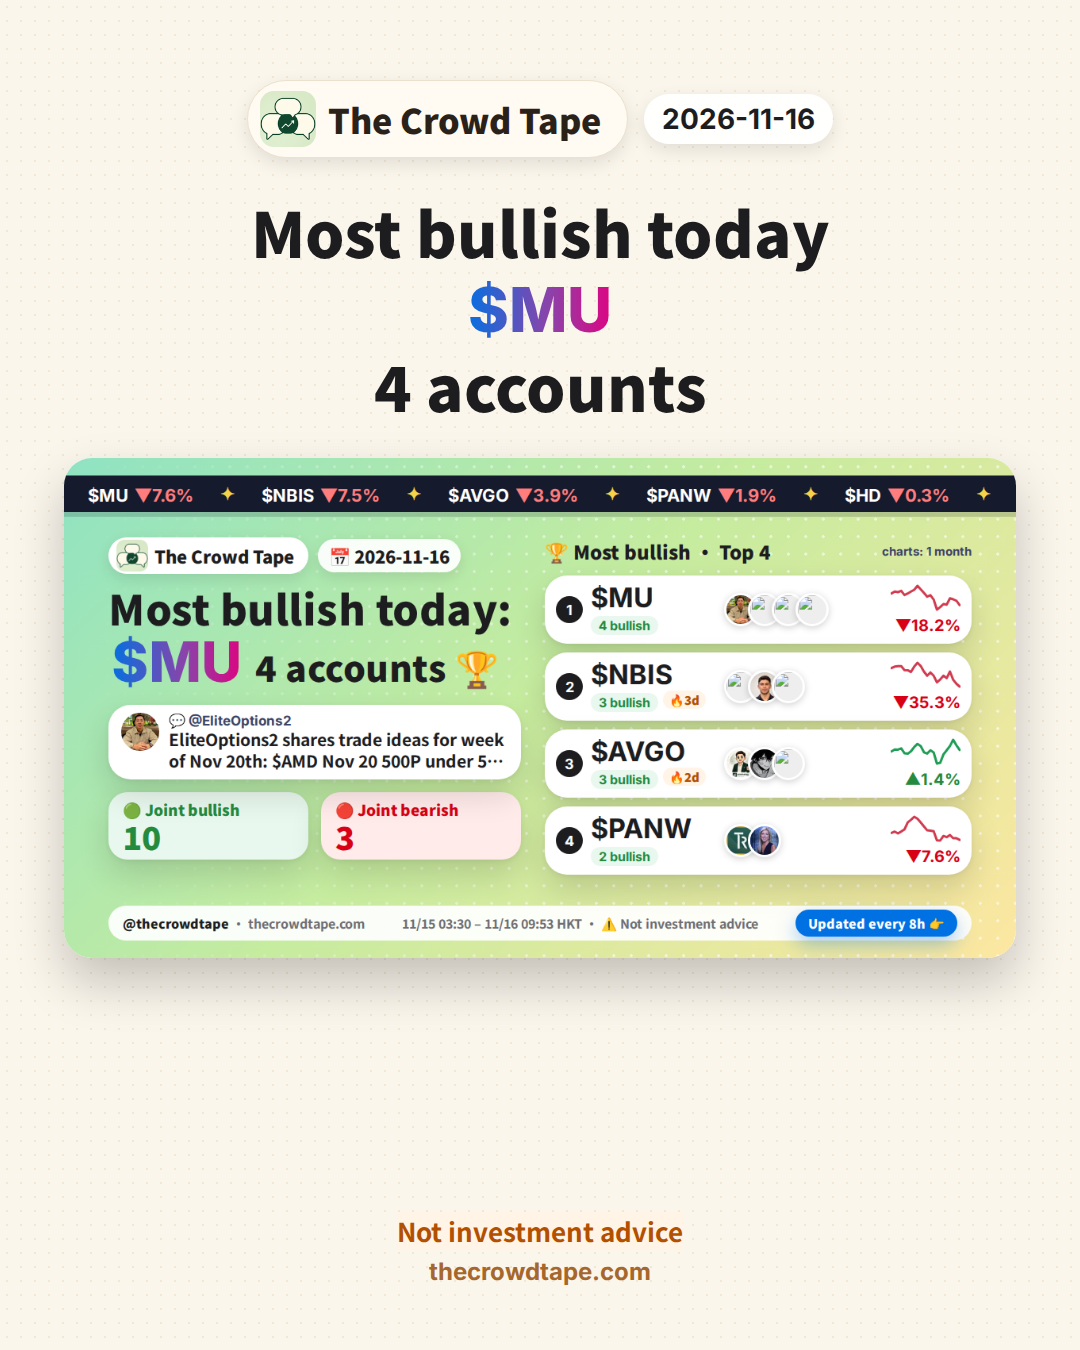 The Crowd Tape
2026-11-16
Most bullish today
$MU
4 accounts
$MU ▼7.6% ✦ $NBIS ▼7.5% ✦ $AVGO ▼3.9% ✦ $PANW ▼1.9% ✦ $HD ▼0.3% ✦
The Crowd Tape
📅 2026-11-16
Most bullish today:
$MU 4 accounts 🏆
💬 @EliteOptions2
EliteOptions2 shares trade ideas for week
of Nov 20th: $AMD Nov 20 500P under 5···
🟢 Joint bullish
10
🔴 Joint bearish
3
🏆 Most bullish • Top 4
charts: 1 month
1
$MU
4 bullish
▼18.2%
2
$NBIS
3 bullish
🔥3d
▼35.3%
3
$AVGO
3 bullish
🔥2d
▲1.4%
4
$PANW
2 bullish
TR
▼7.6%
@thecrowdtape • thecrowdtape.com
11/15 03:30 – 11/16 09:53 HKT • ⚠️ Not investment advice
Updated every 8h 👉
Not investment advice
thecrowdtape.com